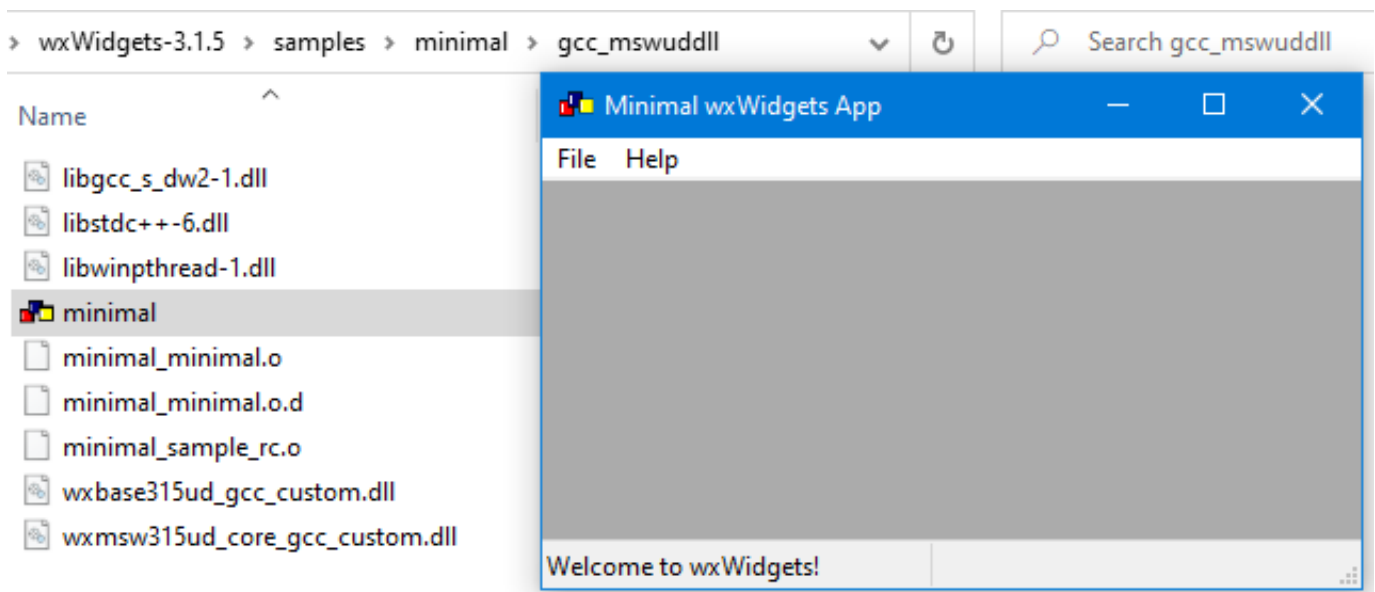 > wxWidgets-3.1.5 > samples > minimal > gcc_mswuddll
Search gcc_mswuddll
Name
libgcc_s_dw2-1.dll
libstdc++-6.dll
libwinpthread-1.dll
minimal
minimal_minimal.o
minimal_minimal.o.d
minimal_sample_rc.o
wxbase315ud_gcc_custom.dll
wxmsw315ud_core_gcc_custom.dll
Minimal wxWidgets App
File Help
Welcome to wxWidgets!